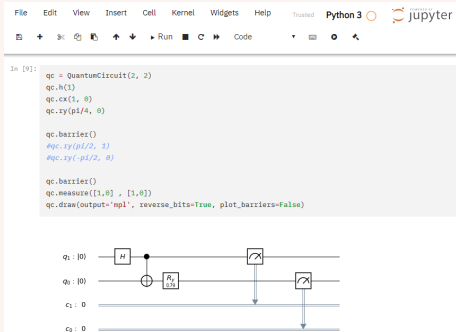 File Edit View Insert Cell Kernel Widgets Help Trusted Python 3 POWERED BY jupyter
Run Code
In [9]:
qc = QuantumCircuit(2, 2)
qc.h(1)
qc.cx(1, 0)
qc.ry(pi/4, 0)
qc.barrier()
#qc.ry(pi/2, 1)
#qc.ry(-pi/2, 0)
qc.barrier()
qc.measure([1,0] , [1,0])
qc.draw(output='mpl', reverse_bits=True, plot_barriers=False)
q₁ : |0⟩ H
q₀ : |0⟩ Rᵧ
0.79
c₁ : 0
c₀ : 0